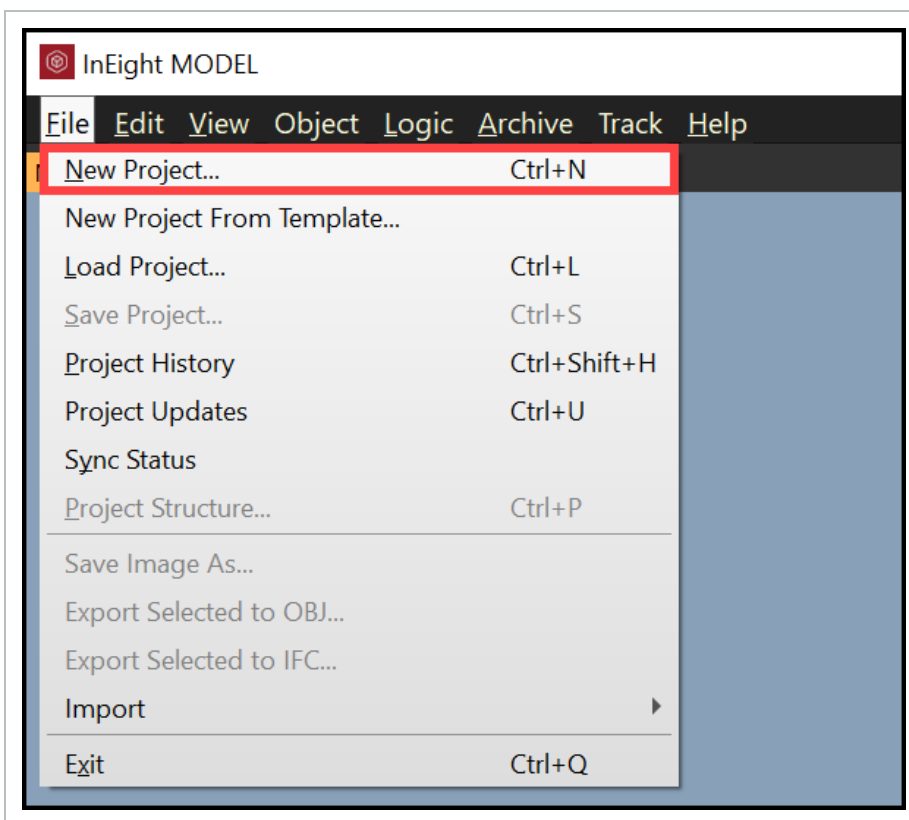 InEight MODEL
File Edit View Object Logic Archive Track Help
New Project... Ctrl+N
New Project From Template...
Load Project... Ctrl+L
Save Project... Ctrl+S
Project History Ctrl+Shift+H
Project Updates Ctrl+U
Sync Status
Project Structure... Ctrl+P
Save Image As...
Export Selected to OBJ...
Export Selected to IFC...
Import
Exit Ctrl+Q